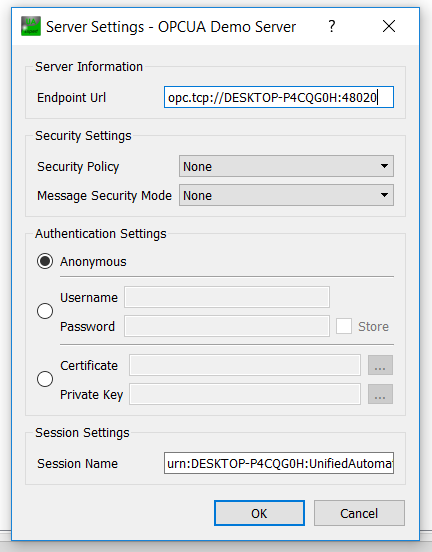 Server Settings - OPCUA Demo Server ? ×
Server Information
Endpoint Url opc.tcp://DESKTOP-P4CQG0H:48020
Security Settings
Security Policy None
Message Security Mode None
Authentication Settings
Anonymous
Username
Password Store
Certificate ...
Private Key ...
Session Settings
Session Name urn:DESKTOP-P4CQG0H:UnifiedAutomat
OK Cancel